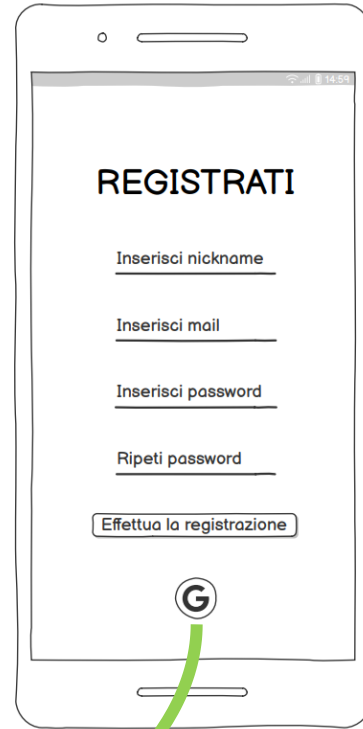 14:59
REGISTRATI
Inserisci nickname
Inserisci mail
Inserisci password
Ripeti password
Effettua la registrazione
G